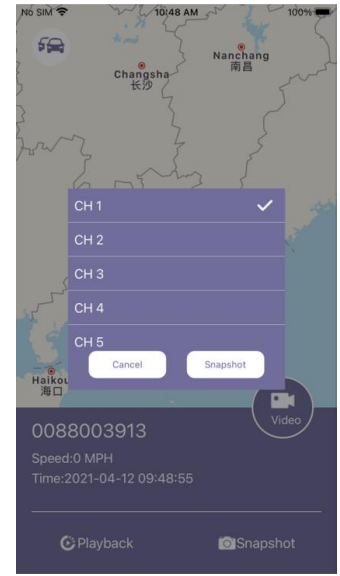 No SIM 10:48 AM 100%
Nanchang
南昌
Changsha
长沙
CH 1
CH 2
CH 3
CH 4
CH 5
Cancel Snapshot
Haikou
海口
Video
0088003913
Speed:0 MPH
Time:2021-04-12 09:48:55
Playback Snapshot